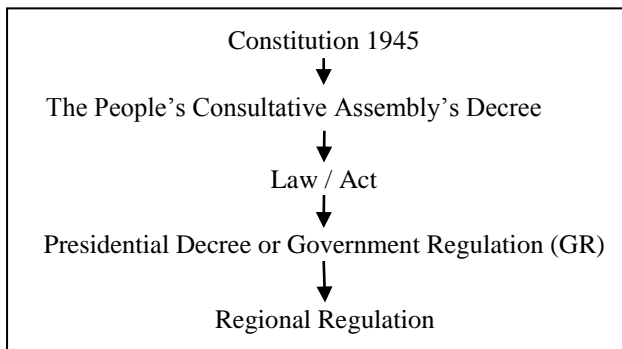 Constitution 1945
The People’s Consultative Assembly’s Decree
Law / Act
Presidential Decree or Government Regulation (GR)
Regional Regulation